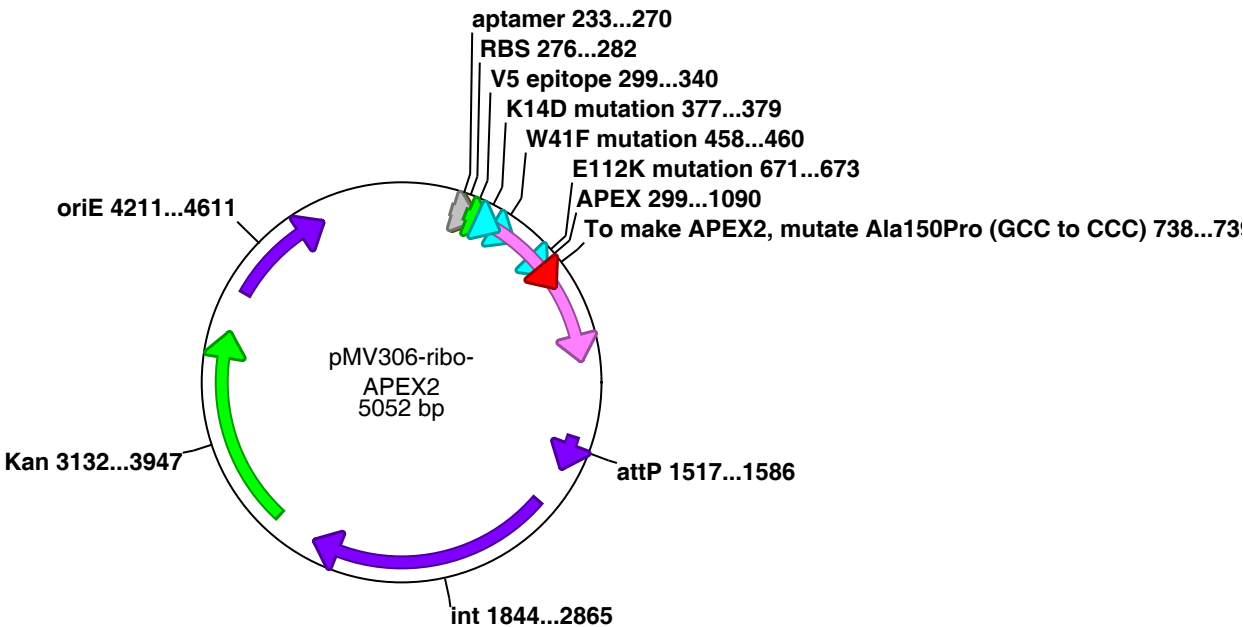 aptamer 233...270
RBS 276...282
V5 epitope 299...340
K14D mutation 377...379
W41F mutation 458...460
E112K mutation 671...673
APEX 299...1090
To make APEX2, mutate Ala150Pro (GCC to CCC) 738...739
oriE 4211...4611
pMV306-ribo-
APEX2
5052 bp
Kan 3132...3947
attP 1517...1586
int 1844...2865